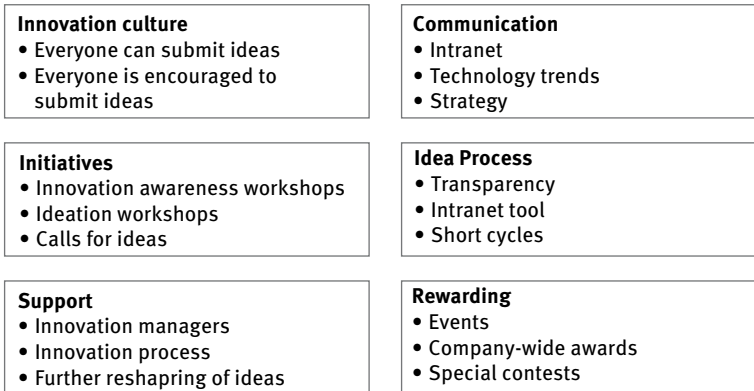 Innovation culture
• Everyone can submit ideas
• Everyone is encouraged to
submit ideas
Communication
• Intranet
• Technology trends
• Strategy
Initiatives
• Innovation awareness workshops
• Ideation workshops
• Calls for ideas
Idea Process
• Transparency
• Intranet tool
• Short cycles
Support
• Innovation managers
• Innovation process
• Further reshapring of ideas
Rewarding
• Events
• Company-wide awards
• Special contests